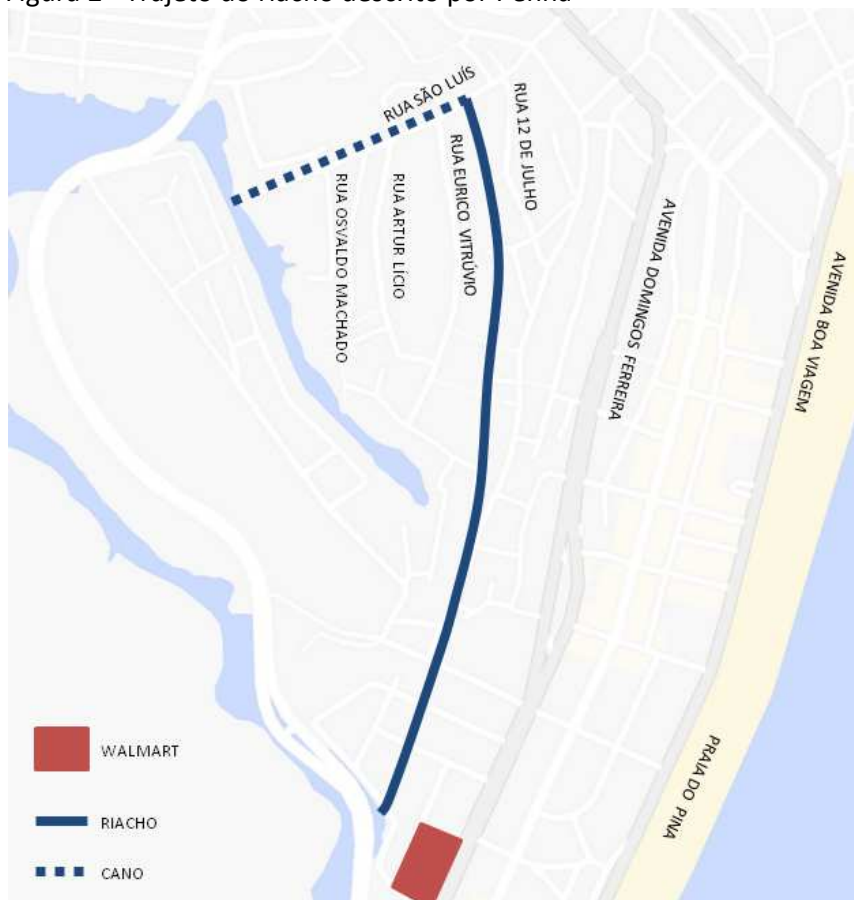 RUA SÃO LUÍS
RUA 12 DE JULHO
RUA EURICO VITRÚVIO
RUA ARTUR LÍCIO
RUA OSVALDO MACHADO
AVENIDA DOMINGOS FERREIRA
AVENIDA BOA VIAGEM
PRAIA DO PINA
WALMART
RIACHO
CANO